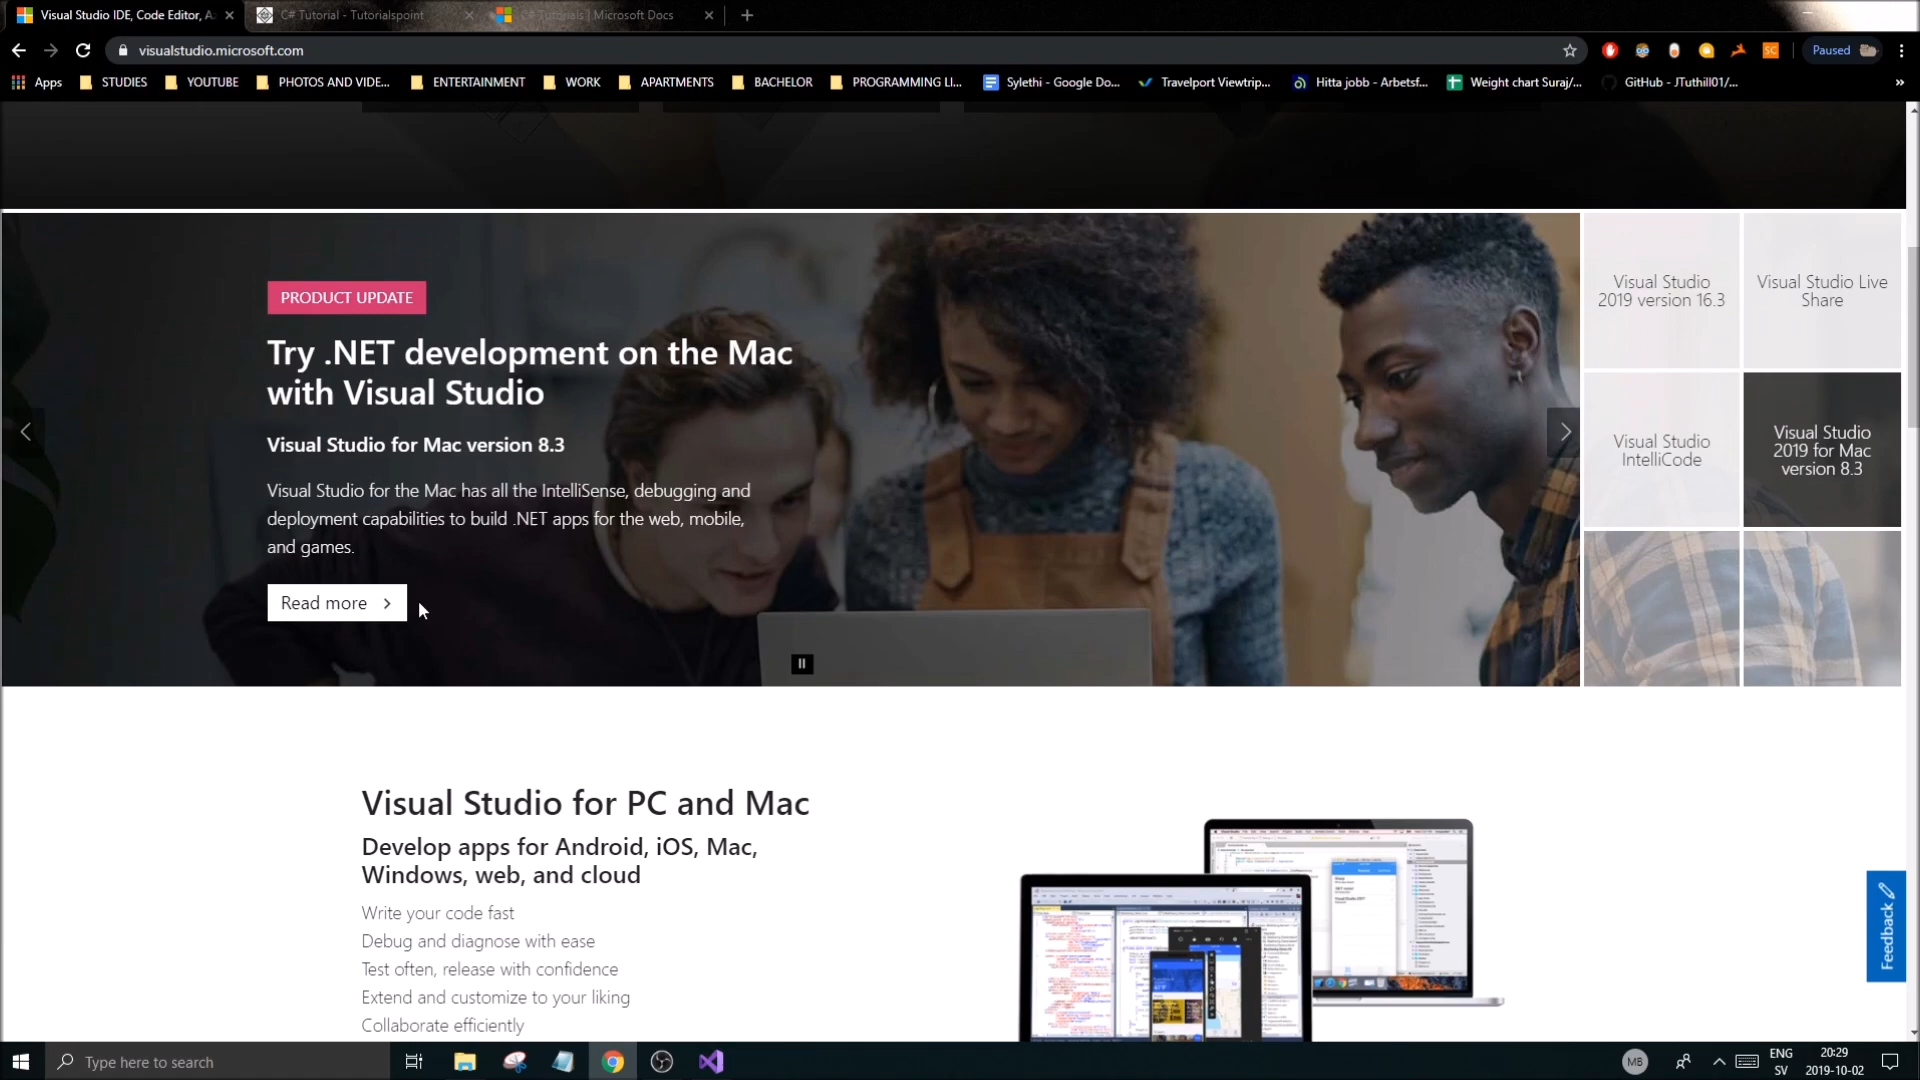 Visual Studio IDE, Code Editor, A
C# Tutorial - Tutorialspoint
C# Tutorials | Microsoft Docs
visualstudio.microsoft.com
SC
Paused
Apps
STUDIES
YOUTUBE
PHOTOS AND VIDE...
ENTERTAINMENT
WORK
APARTMENTS
BACHELOR
PROGRAMMING LI...
Sylethi - Google Do...
Travelport Viewtrip...
Hitta jobb - Arbetsf...
Weight chart Suraj/...
GitHub - JTuthill01/...
»
PRODUCT UPDATE
Try .NET development on the Mac
with Visual Studio
Visual Studio for Mac version 8.3
Visual Studio for the Mac has all the IntelliSense, debugging and
deployment capabilities to build .NET apps for the web, mobile,
and games.
Read more
Visual Studio
2019 version 16.3
Visual Studio Live
Share
Visual Studio
IntelliCode
Visual Studio
2019 for Mac
version 8.3
Visual Studio for PC and Mac
Develop apps for Android, iOS, Mac,
Windows, web, and cloud
Write your code fast
Debug and diagnose with ease
Test often, release with confidence
Extend and customize to your liking
Collaborate efficiently
Feedback
Type here to search
MB
ENG
SV
20:29
2019-10-02